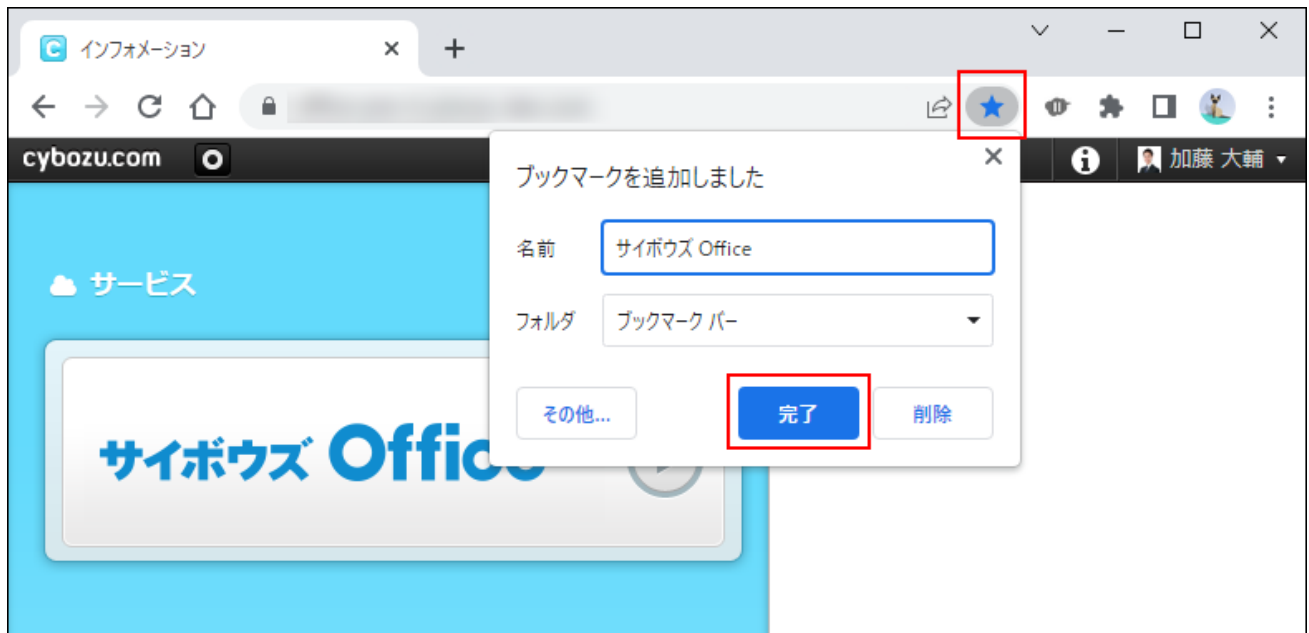 インフォメーション
cybozu.com
加藤 大輔
ブックマークを追加しました
名前
サイボウズ Office
フォルダ
ブックマーク バー
その他...
完了
削除
サービス
サイボウズ Office